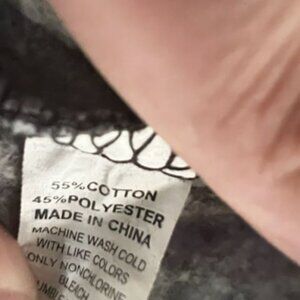 55% COTTON
45% POLYESTER
MADE IN CHINA
MACHINE WASH COLD
WITH LIKE COLORS
ONLY NONCHLORINE
BLEACH